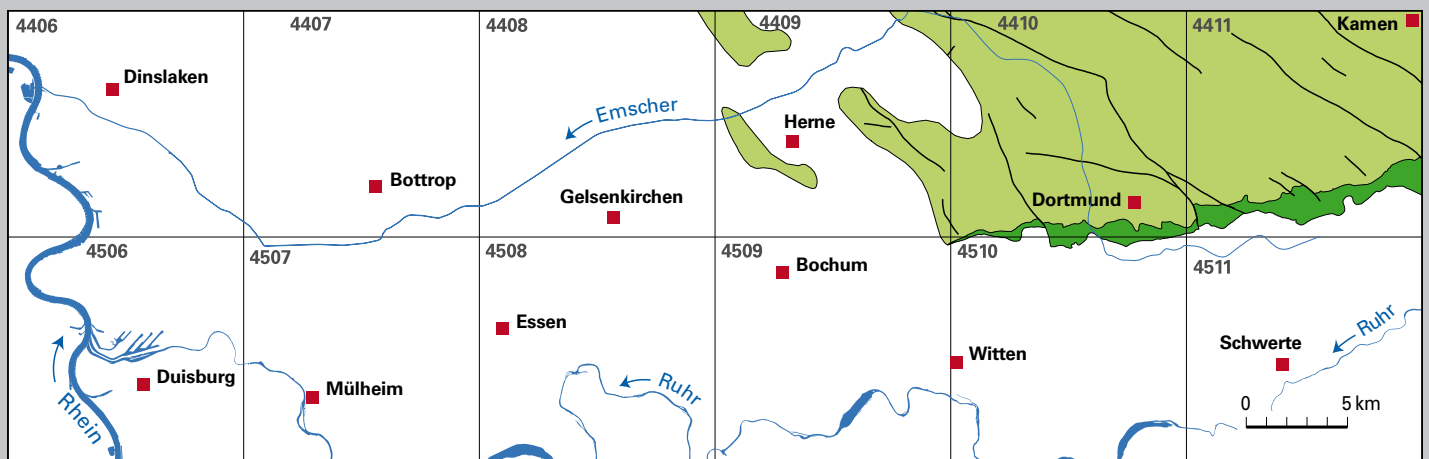 4406
4407
4408
4409
4410
4411
Kamen
Dinslaken
Emscher
Herne
Bottrop
Gelsenkirchen
Dortmund
4506
4507
4508
4509
4510
4511
Bochum
Essen
Witten
Schwerte
Ruhr
Duisburg
Mülheim
Ruhr
Rhein
0 5 km